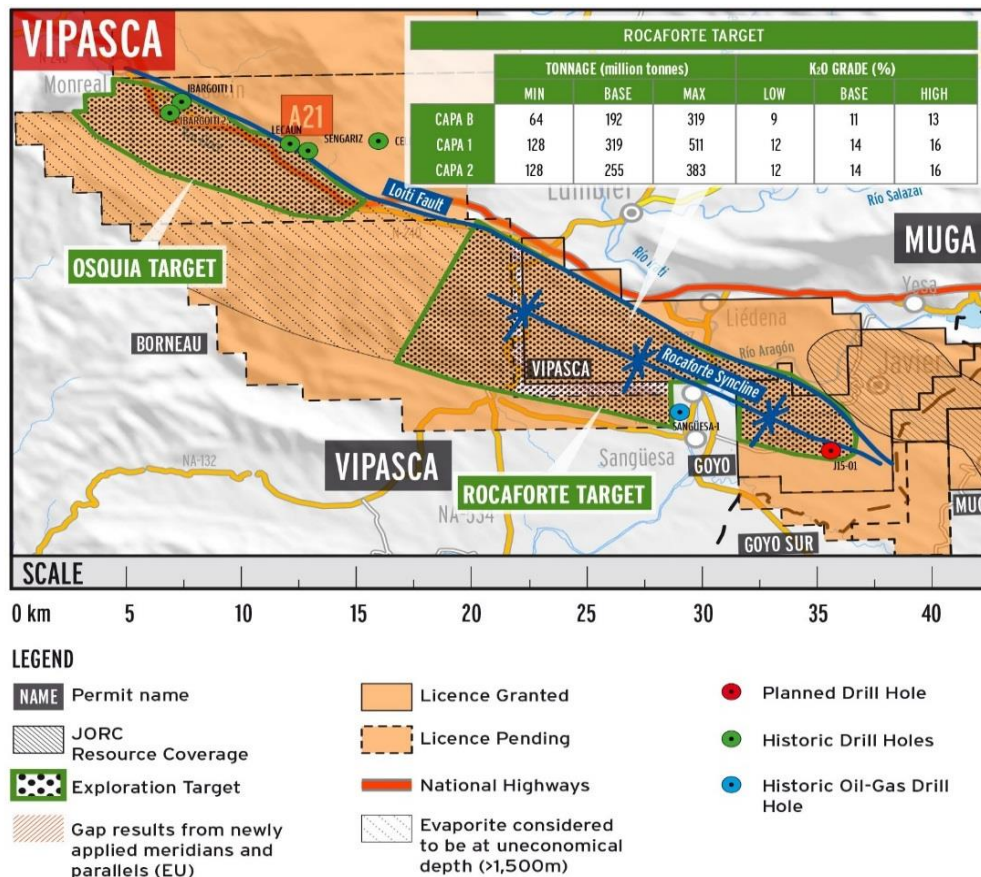 VIPASCA
ROCAFORTE TARGET
TONNAGE (million tonnes) K₂O GRADE (%)
MIN BASE MAX LOW BASE HIGH
CAPA B 64 192 319 9 11 13
CAPA 1 128 319 511 12 14 16
CAPA 2 128 255 383 12 14 16
N-240
Monreal
IBARGOITI 1
IBARGOITI 2
A21
LECAUN
SENGARIZ
Loiti Fault
Lumbier
Río Salazar
MUGA
OSQUIA TARGET
N-240
Yesa
Liédena
BORNEAU
Río Aragón
Javier
VIPASCA
Rocaforte Syncline
SANGÜESA-1
J15-01
VIPASCA
NA-132
Sangüesa
GOYO
ROCAFORTE TARGET
NA-534
GOYO SUR
SCALE
0 km 5 10 15 20 25 30 35 40
LEGEND
NAME Permit name
JORC
Resource Coverage
Exploration Target
Gap results from newly
applied meridians and
parallels (EU)
Licence Granted
Licence Pending
National Highways
Evaporite considered
to be at uneconomical
depth (>1,500m)
Planned Drill Hole
Historic Drill Holes
Historic Oil-Gas Drill
Hole